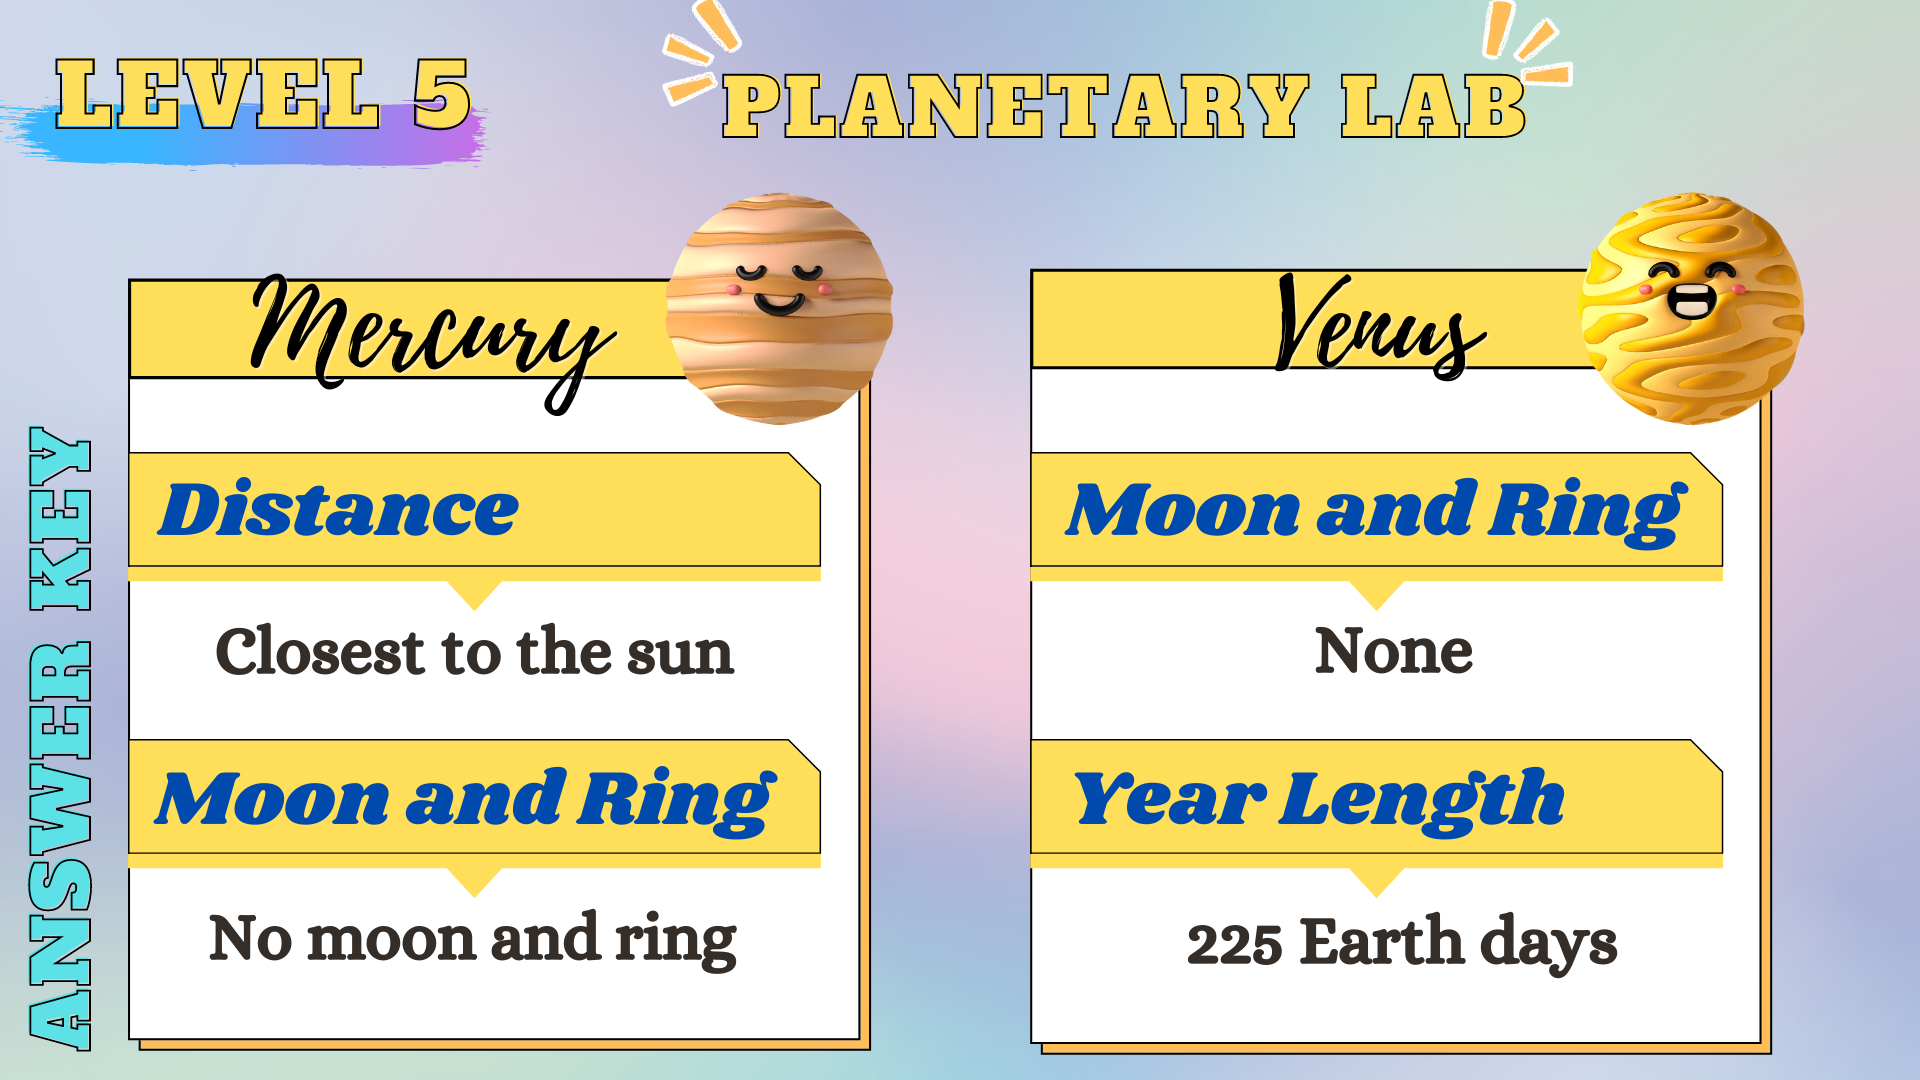 LEVEL 5
PLANETARY LAB
ANSWER KEY
Mercury
Distance
Closest to the sun
Moon and Ring
No moon and ring
Venus
Moon and Ring
None
Year Length
225 Earth days